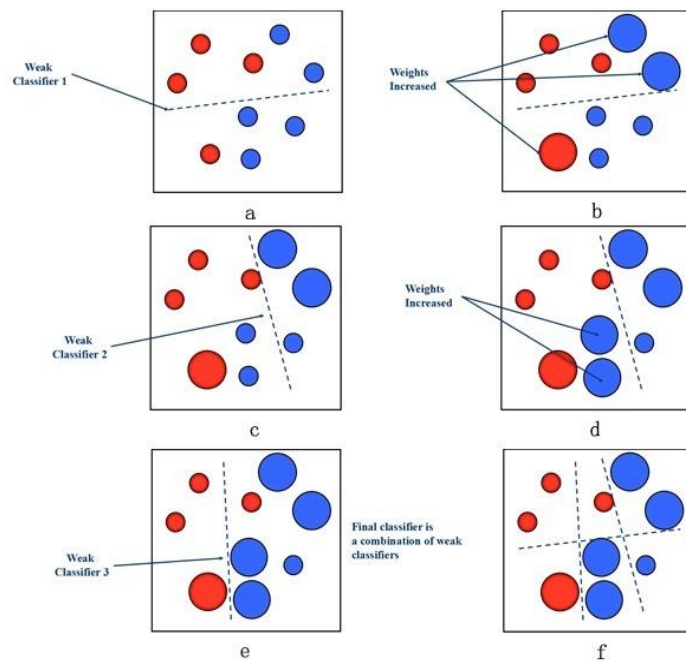 Weak
Classifier 1
Weights
Increased
a
b
Weak
Classifier 2
Weights
Increased
c
d
Weak
Classifier 3
Final classifier is
a combination of weak
classifiers
e
f